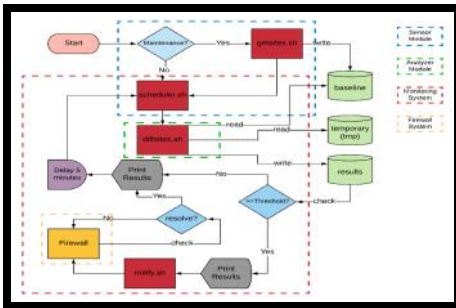 Start
Maintenance?
Yes
getsites.sh
write
Sensor
Module
No
Analyzer
Module
scheduler.sh
baseline
Monitoring
System
read
diffsites.sh
read
temporary
(tmp)
Firewall
System
write
Delay 5
minutes
Print
Results
No
results
Yes
>=Threshold?
check
No
resolve?
Firewall
check
Yes
notify.sh
Print
Results